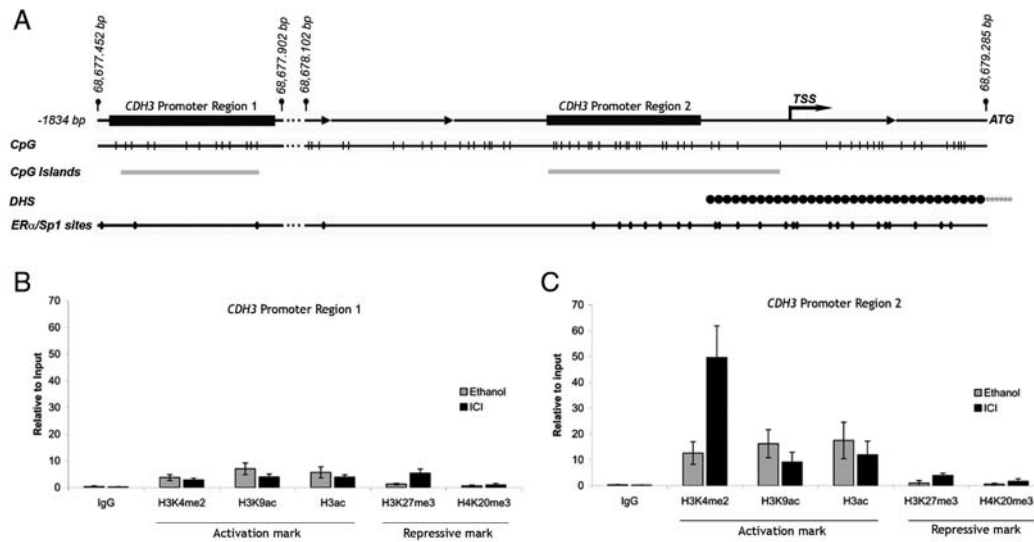 A
68,677.452 bp
68,677.902 bp
68,678.102 bp
68,679.285 bp
CDH3 Promoter Region 1
CDH3 Promoter Region 2
TSS
-1834 bp
ATG
CpG
CpG Islands
DHS
ERα/Sp1 sites
B
CDH3 Promoter Region 1
Relative to input
70
60
50
40
30
20
10
0
Ethanol
ICI
IgG
H3K4me2
H3K9ac
H3ac
H3K27me3
H4K20me3
Activation mark
Repressive mark
C
CDH3 Promoter Region 2
Relative to Input
70
60
50
40
30
20
10
0
Ethanol
ICI
IgG
H3K4me2
H3K9ac
H3ac
H3K27me3
H4K20me3
Activation mark
Repressive mark